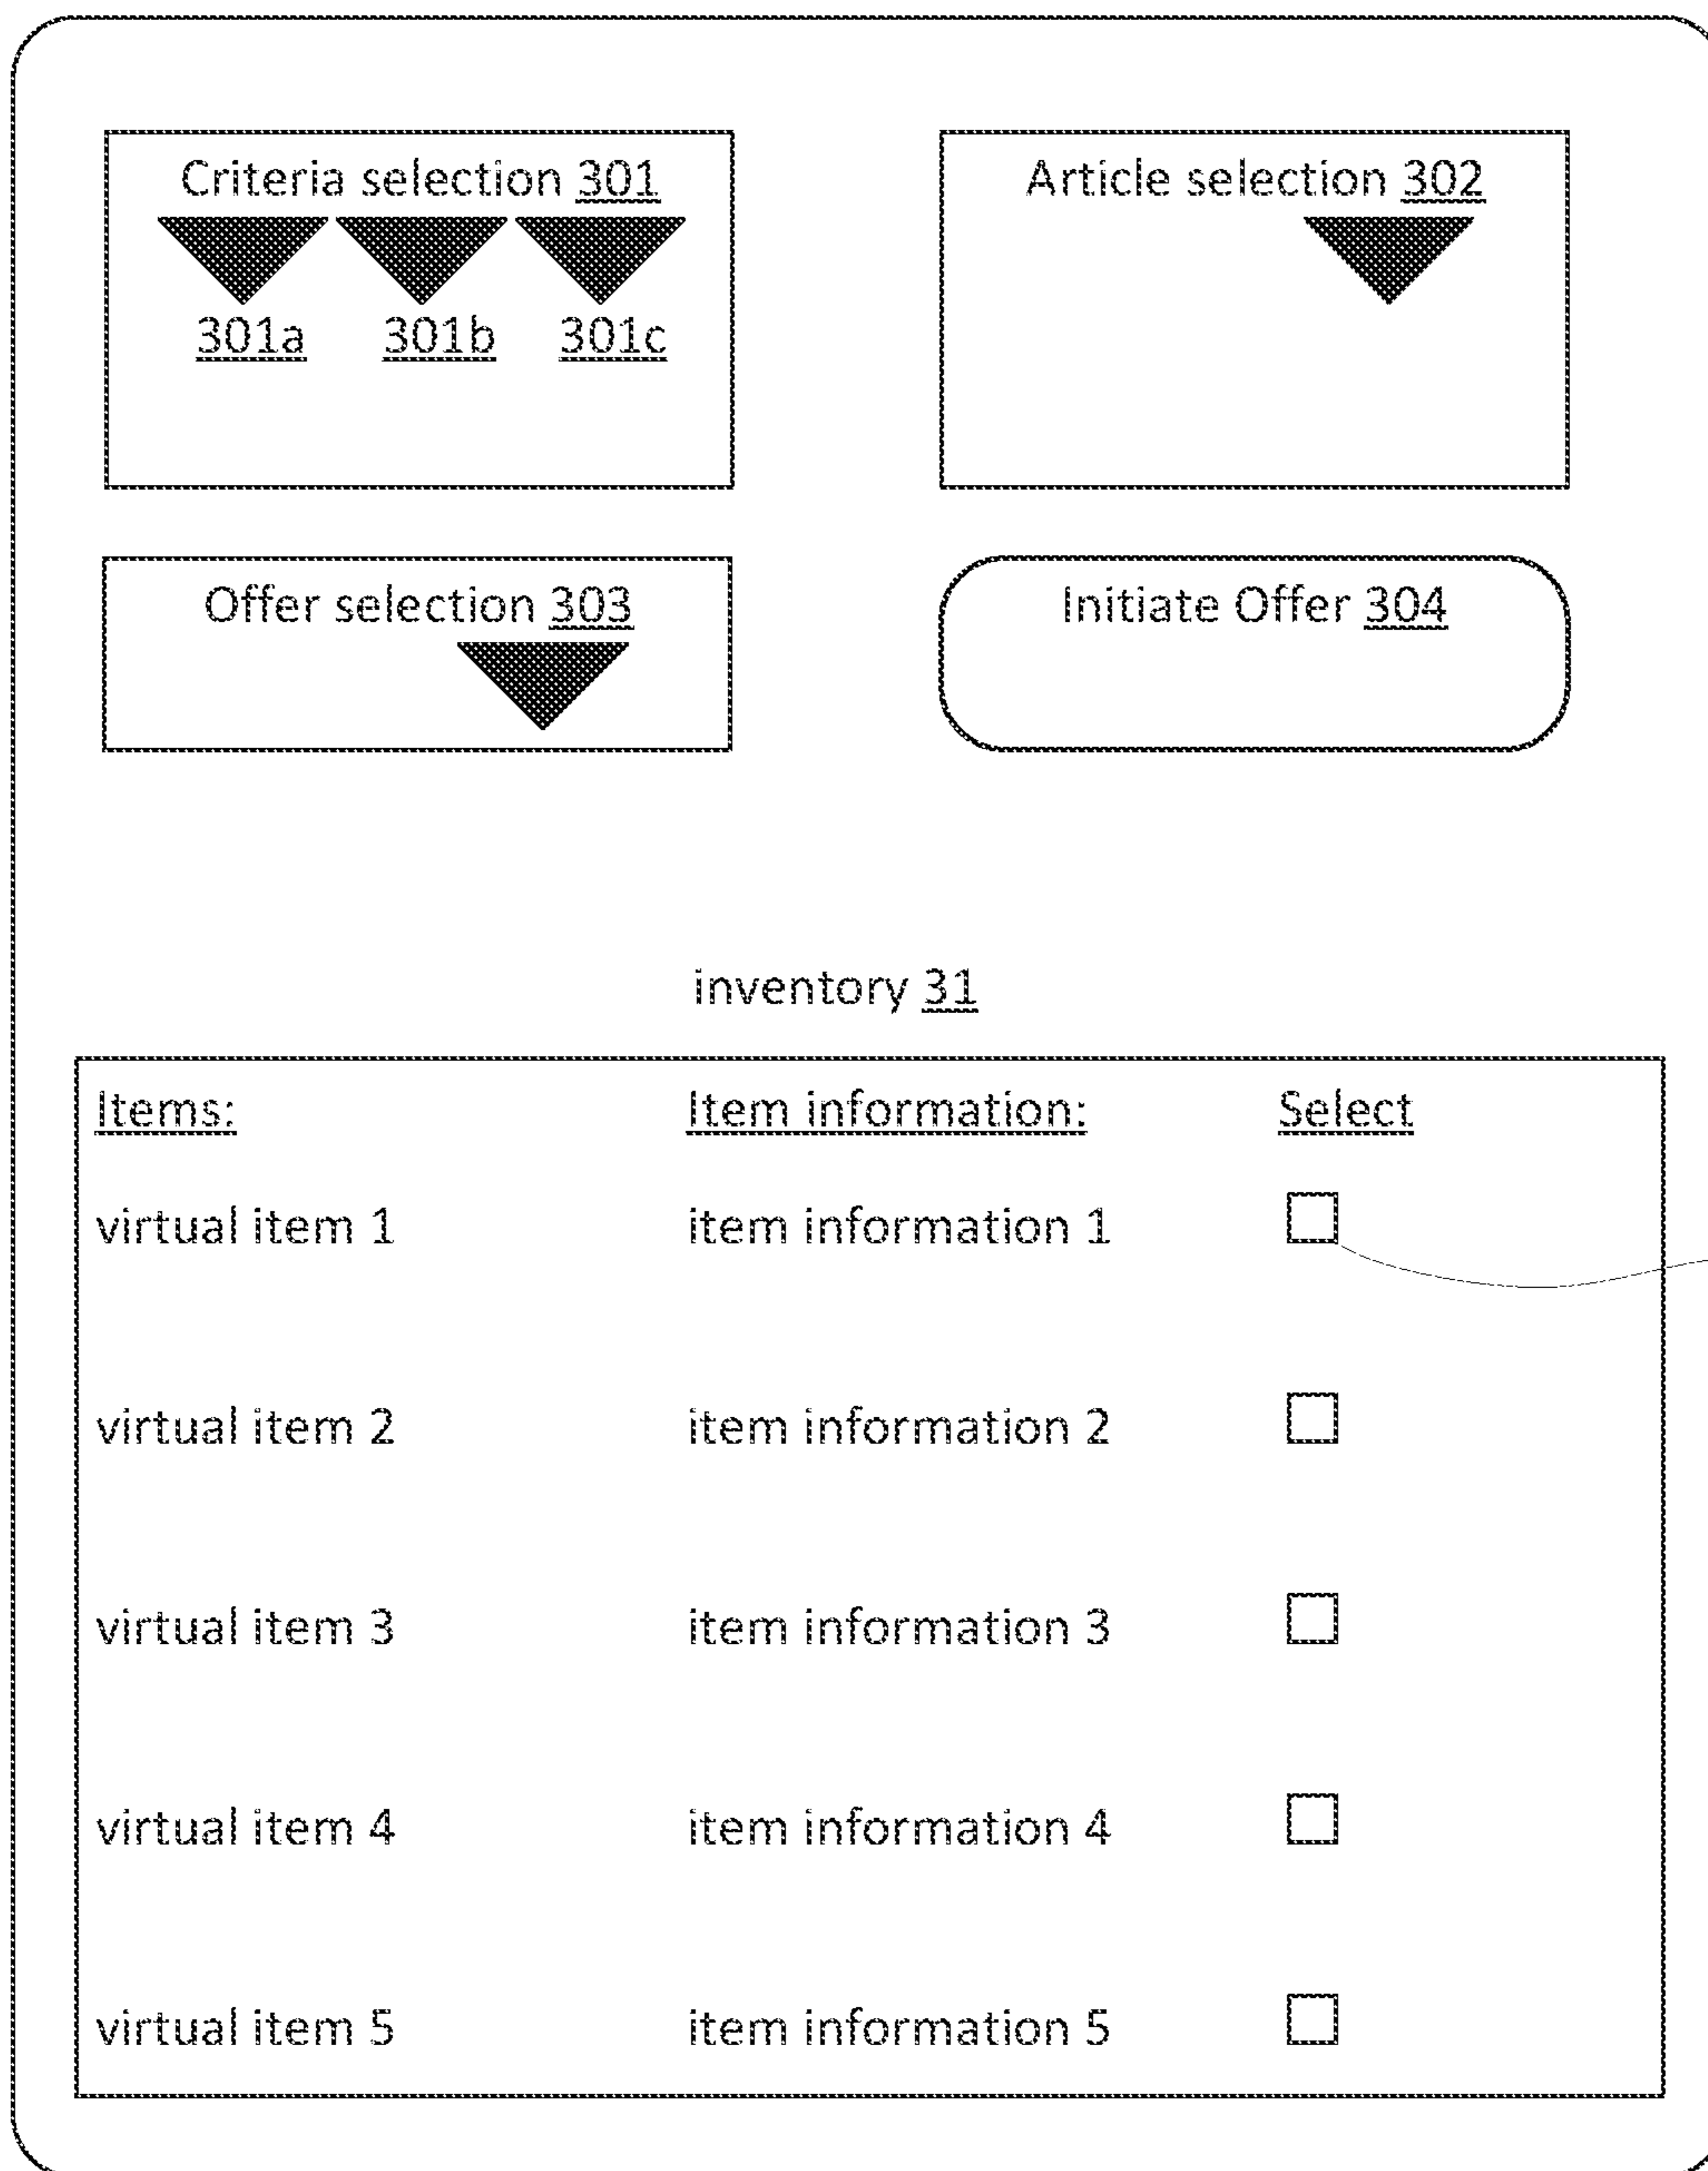 Criteria selection 301
301a 301b 301c
Article selection 302
Offer selection 303
Initiate Offer 304
inventory 31
Items: Item information: Select
virtual item 1 item information 1
virtual item 2 item information 2
virtual item 3 item information 3
virtual item 4 item information 4
virtual item 5 item information 5